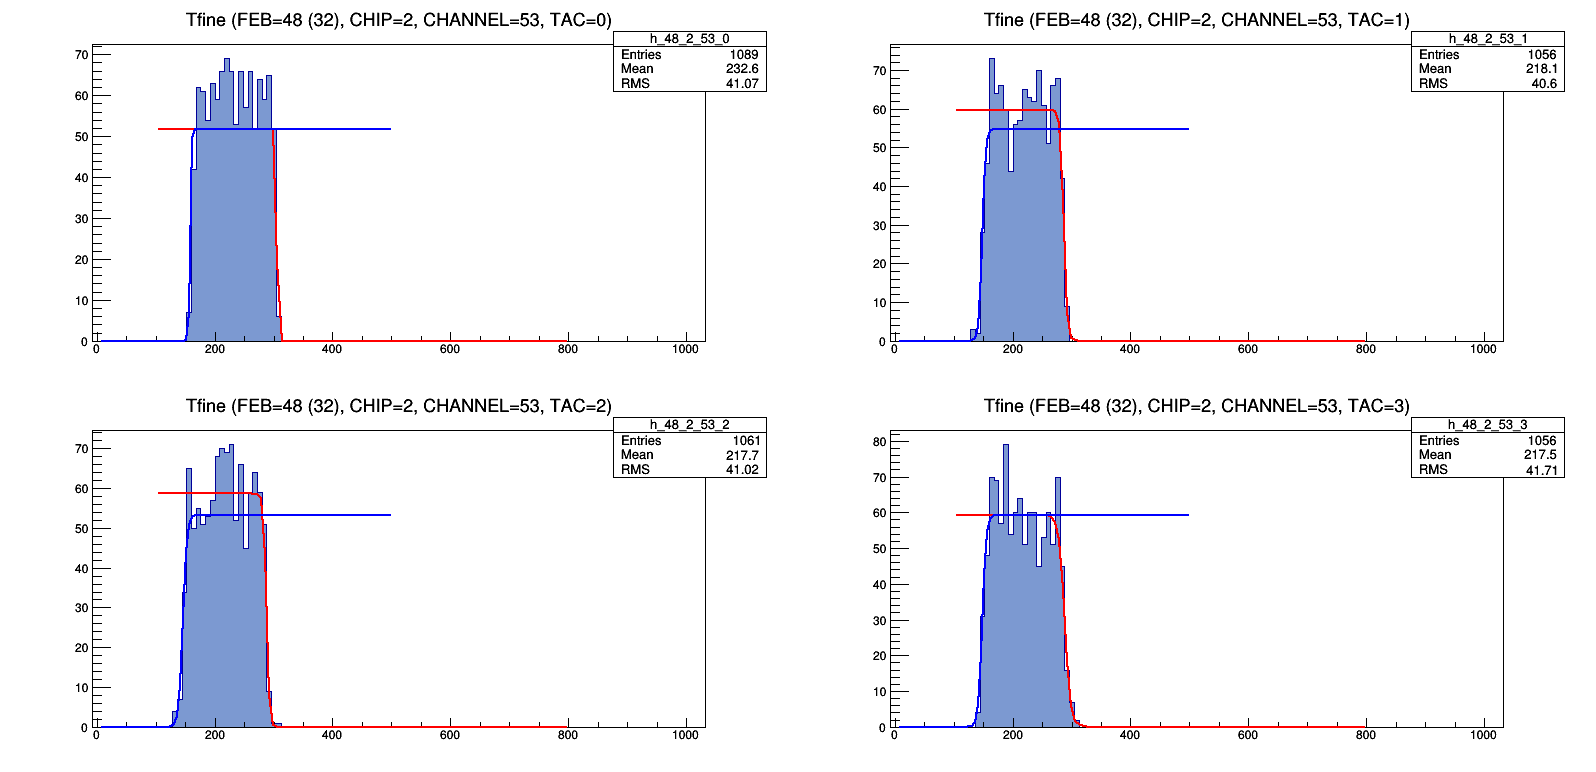 Tfine (FEB=48 (32), CHIP=2, CHANNEL=53, TAC=0)
h_48_2_53_0
Entries 1089
Mean 232.6
RMS 41.07
70
60
50
40
30
20
10
0
0 200 400 600 800 1000
Tfine (FEB=48 (32), CHIP=2, CHANNEL=53, TAC=1)
h_48_2_53_1
Entries 1056
Mean 218.1
RMS 40.6
70
60
50
40
30
20
10
0
0 200 400 600 800 1000
Tfine (FEB=48 (32), CHIP=2, CHANNEL=53, TAC=2)
h_48_2_53_2
Entries 1061
Mean 217.7
RMS 41.02
70
60
50
40
30
20
10
0
0 200 400 600 800 1000
Tfine (FEB=48 (32), CHIP=2, CHANNEL=53, TAC=3)
h_48_2_53_3
Entries 1056
Mean 217.5
RMS 41.71
80
70
60
50
40
30
20
10
0
0 200 400 600 800 1000